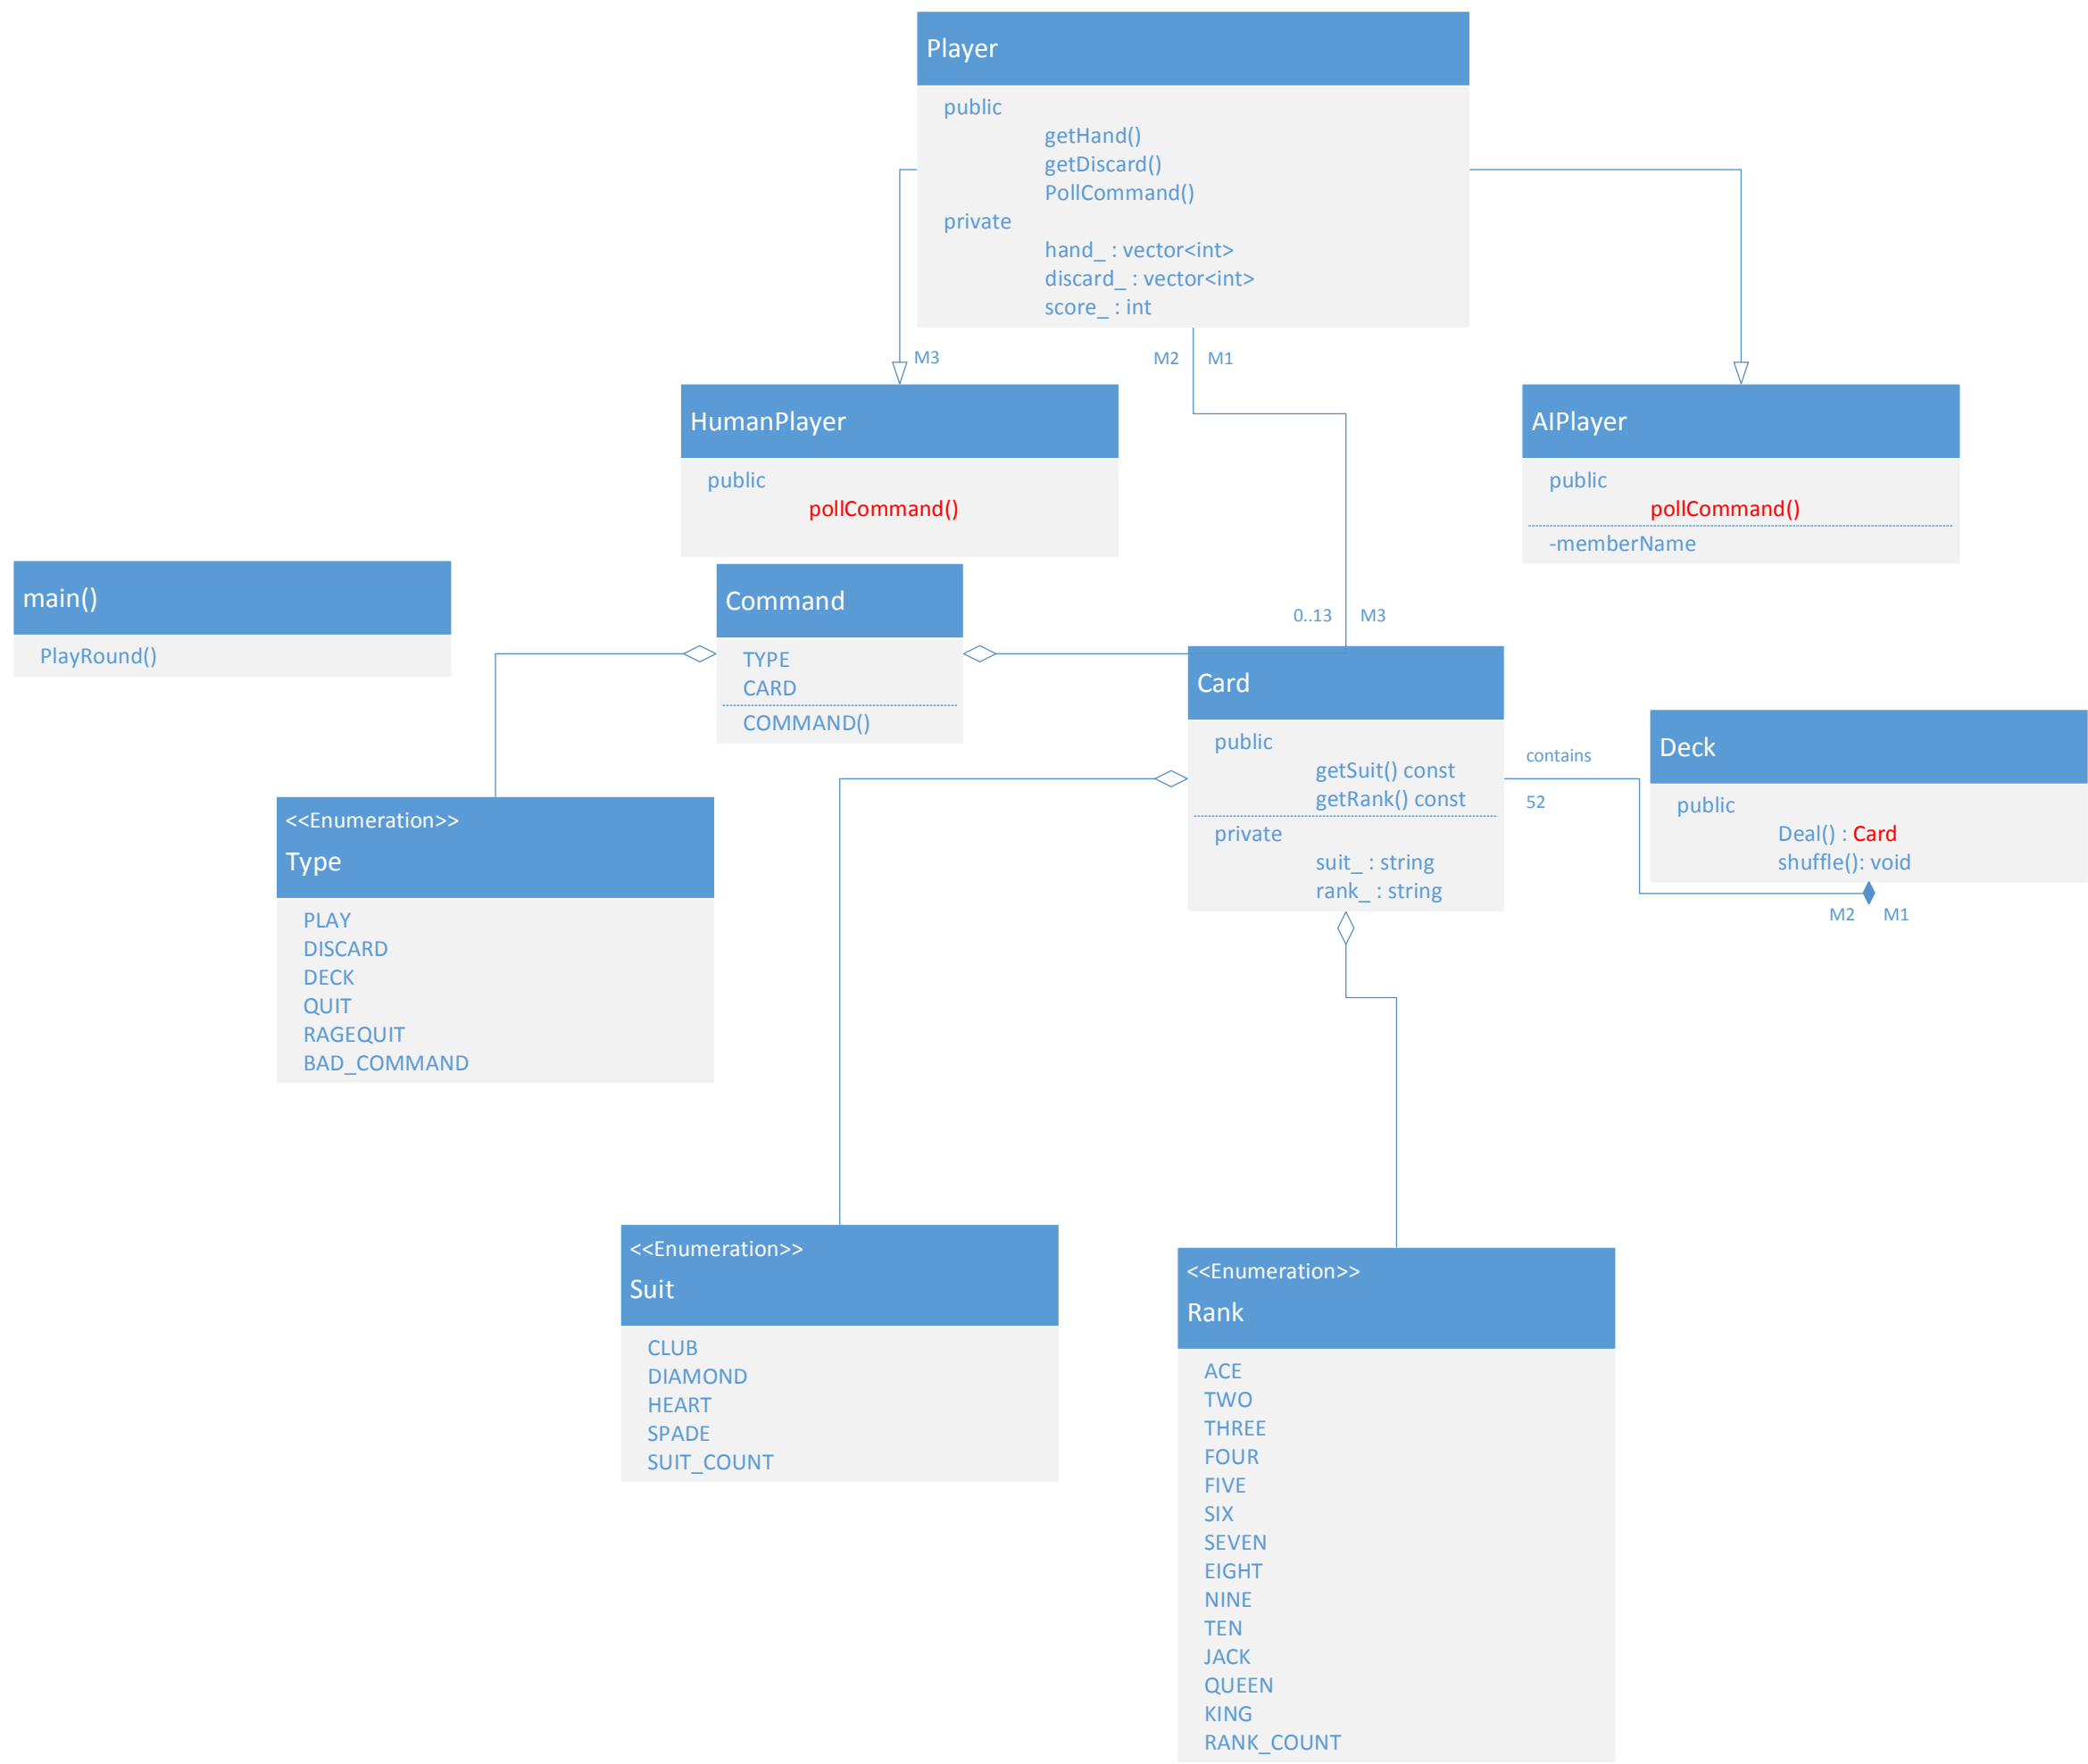 Player
public
getHand()
getDiscard()
PollCommand()
private
hand_ : vector<int>
discard_ : vector<int>
score_ : int
M3
M2
M1
HumanPlayer
public
pollCommand()
AIPlayer
public
pollCommand()
-memberName
main()
PlayRound()
Command
TYPE
CARD
COMMAND()
0..13
M3
Card
public
getSuit() const
getRank() const
private
suit_ : string
rank_ : string
contains
52
Deck
public
Deal() : Card
shuffle(): void
M2
M1
<<Enumeration>>
Type
PLAY
DISCARD
DECK
QUIT
RAGEQUIT
BAD_COMMAND
<<Enumeration>>
Suit
CLUB
DIAMOND
HEART
SPADE
SUIT_COUNT
<<Enumeration>>
Rank
ACE
TWO
THREE
FOUR
FIVE
SIX
SEVEN
EIGHT
NINE
TEN
JACK
QUEEN
KING
RANK_COUNT